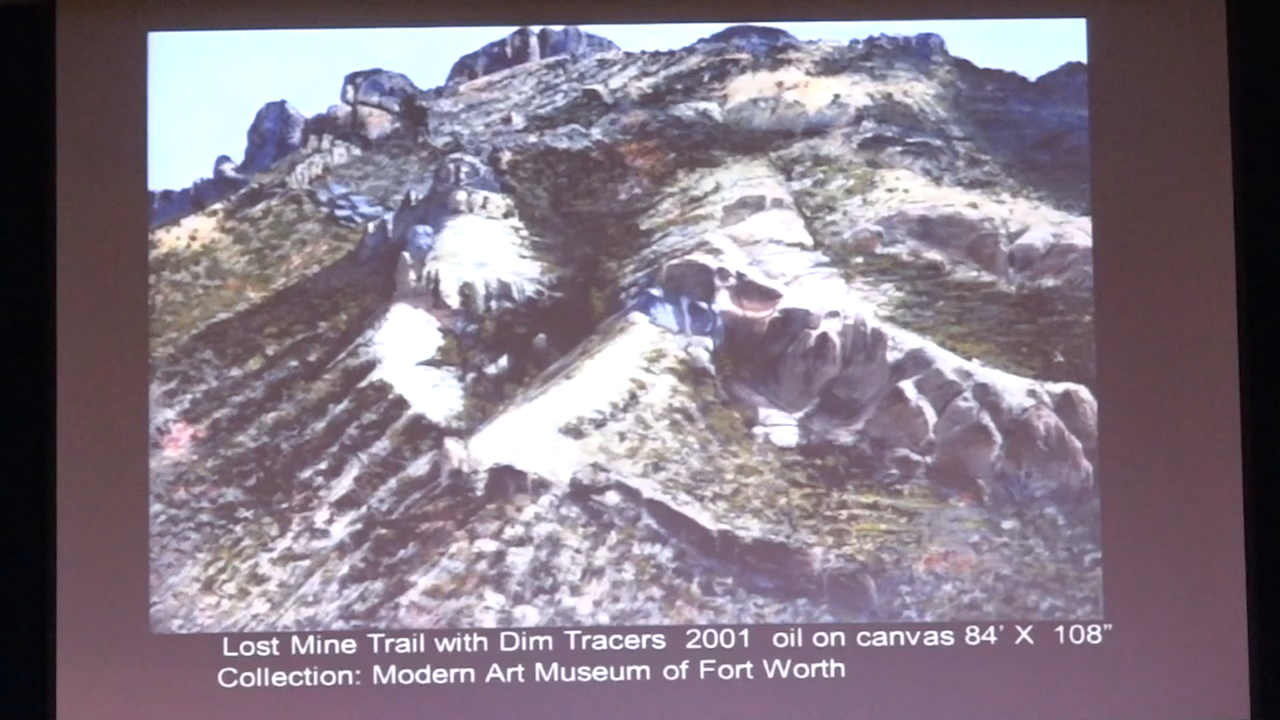 Lost Mine Trail with Dim Tracers 2001 oil on canvas 84' X 108"
Collection: Modern Art Museum of Fort Worth